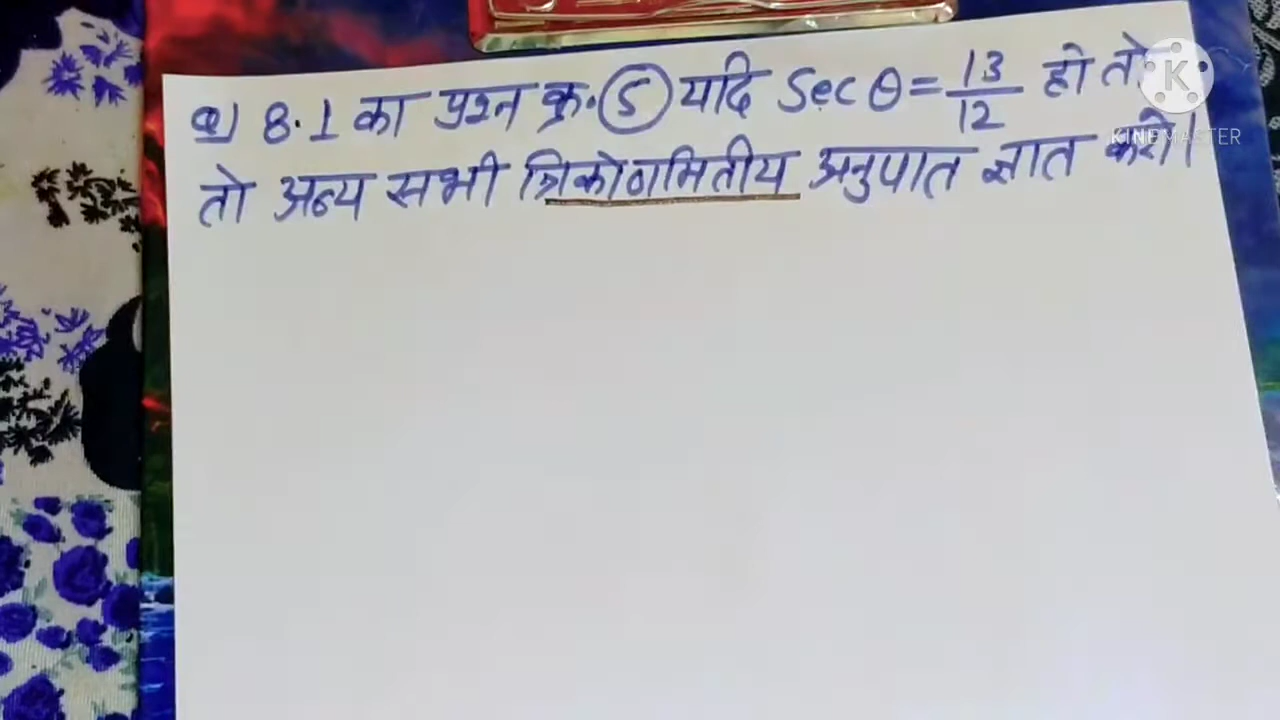 Q) 8.1 का प्रश्न क्र. 5 यदि Sec θ = 13/12 हो तो
तो अन्य सभी त्रिकोणमितीय अनुपात ज्ञात करो।
K
KINEMASTER